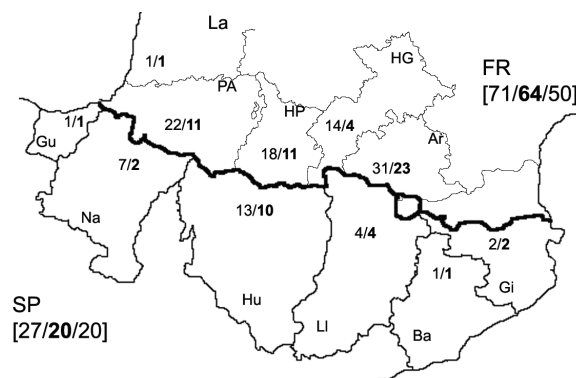 La
1/1
HG
FR
[71/64/50]
PA
HP
1/1
22/11
14/4
Ar
Gu
18/11
31/23
7/2
Na
13/10
4/4
2/2
1/1
Gi
SP
[27/20/20]
Hu
Ll
Ba